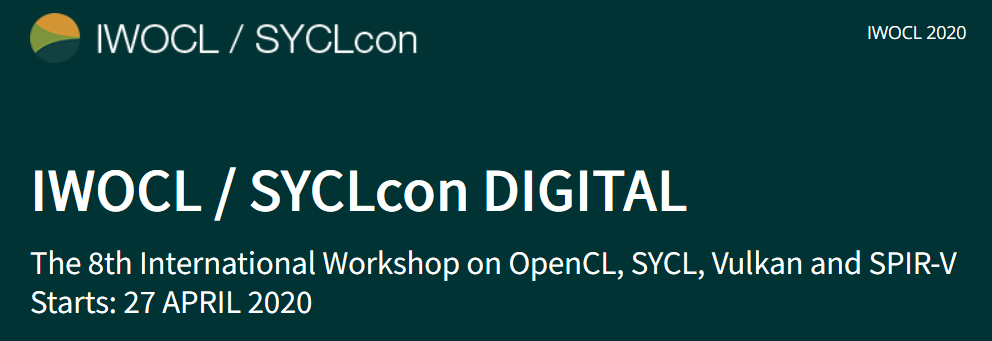 IWOCL / SYCLcon
IWOCL 2020
IWOCL / SYCLcon DIGITAL
The 8th International Workshop on OpenCL, SYCL, Vulkan and SPIR-V
Starts: 27 APRIL 2020